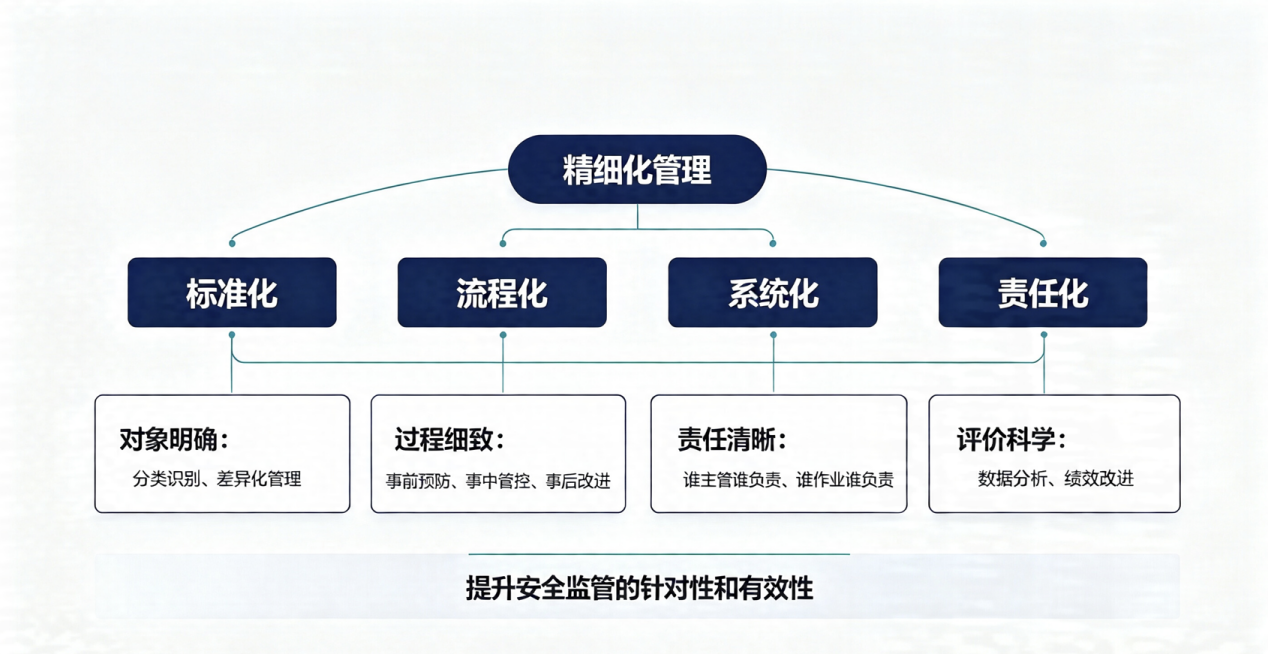 精细化管理
标准化
流程化
系统化
责任化
对象明确：
分类识别、差异化管理
过程细致：
事前预防、事中管控、事后改进
责任清晰：
谁主管谁负责、谁作业谁负责
评价科学：
数据分析、绩效改进
提升安全监管的针对性和有效性